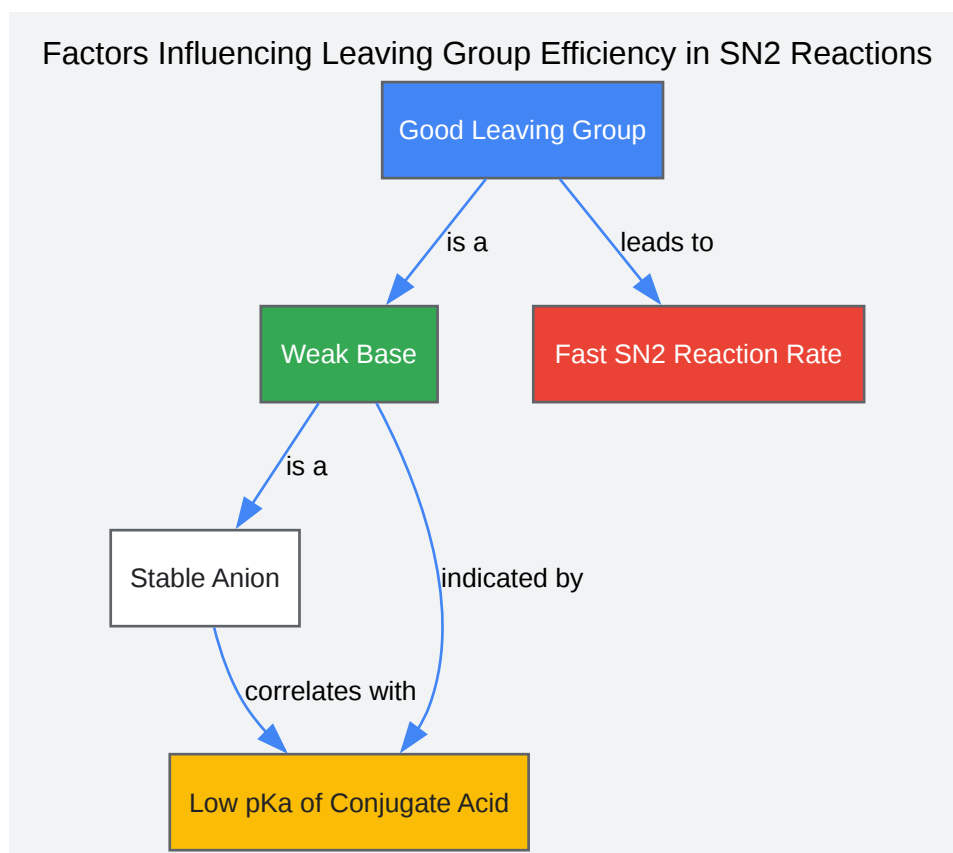 Factors Influencing Leaving Group Efficiency in SN2 Reactions
Good Leaving Group
is a
leads to
Weak Base
Fast SN2 Reaction Rate
is a
Stable Anion
indicated by
correlates with
Low pKa of Conjugate Acid